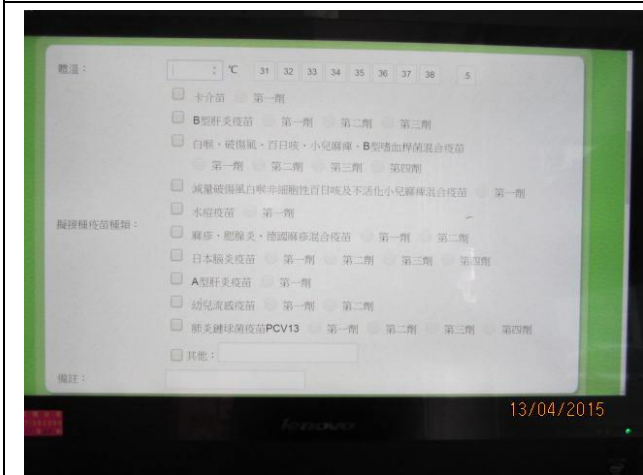 體溫： ℃ 31 32 33 34 35 36 37 38 .5
卡介苗 第一劑
B型肝炎疫苗 第一劑 第二劑 第三劑
白喉、破傷風、百日咳、小兒麻痺、B型嗜血桿菌混合疫苗
第一劑 第二劑 第三劑 第四劑
減量破傷風白喉非細胞性百日咳及不活化小兒麻痺混合疫苗 第一劑
水痘疫苗 第一劑
擬接種疫苗種類：
麻疹、腮腺炎、德國麻疹混合疫苗 第一劑 第二劑
日本腦炎疫苗 第一劑 第二劑 第三劑 第四劑
A型肝炎疫苗 第一劑
幼兒流感疫苗 第一劑 第二劑
肺炎鏈球菌疫苗PCV13 第一劑 第二劑 第三劑 第四劑
其他：
備註：
13/04/2015
lenovo